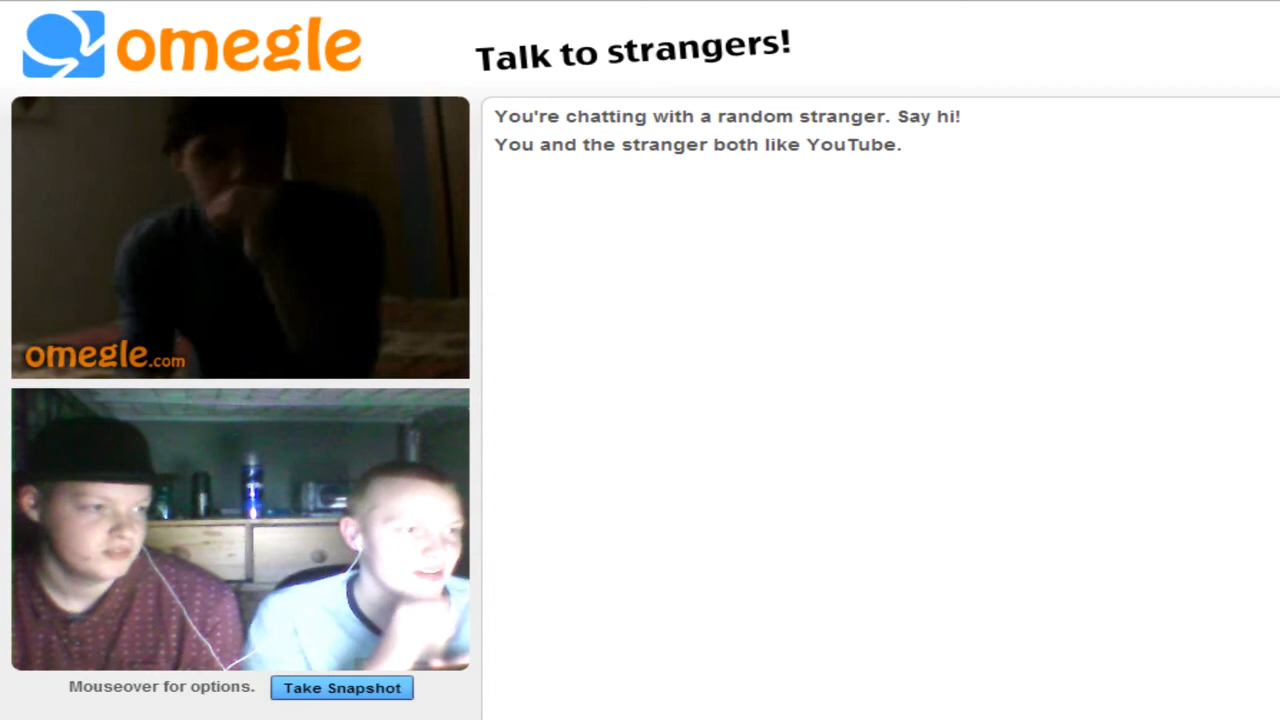 omegle
Talk to strangers!
You're chatting with a random stranger. Say hi!
You and the stranger both like YouTube.
omegle.com
Mouseover for options.
Take Snapshot